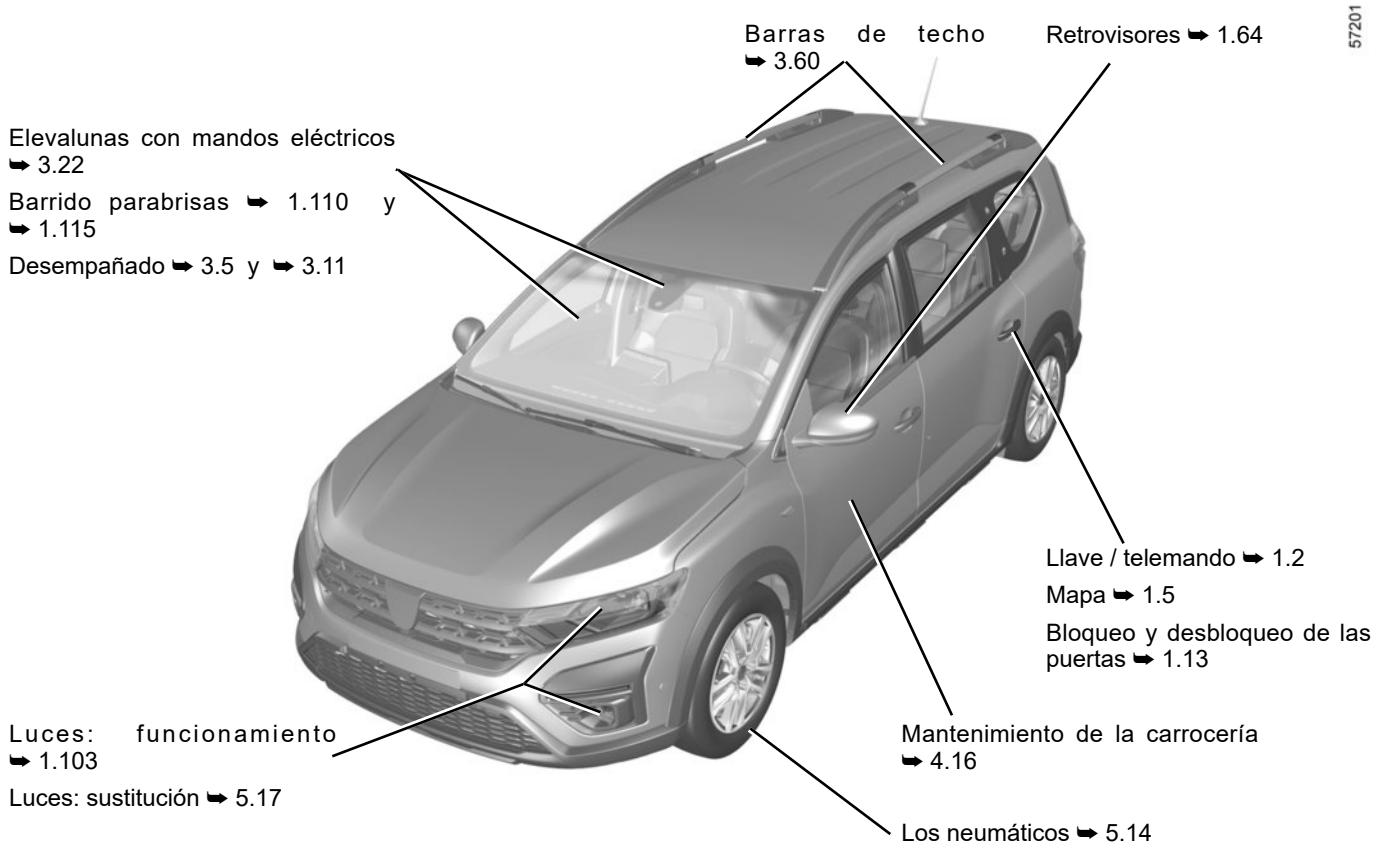 57201
Barras de techo
➥ 3.60
Retrovisores ➥ 1.64
Elevalunas con mandos eléctricos
➥ 3.22
Barrido parabrisas ➥ 1.110 y
➥ 1.115
Desempañado ➥ 3.5 y ➥ 3.11
Llave / telemando ➥ 1.2
Mapa ➥ 1.5
Bloqueo y desbloqueo de las
puertas ➥ 1.13
Luces: funcionamiento
➥ 1.103
Luces: sustitución ➥ 5.17
Mantenimiento de la carrocería
➥ 4.16
Los neumáticos ➥ 5.14